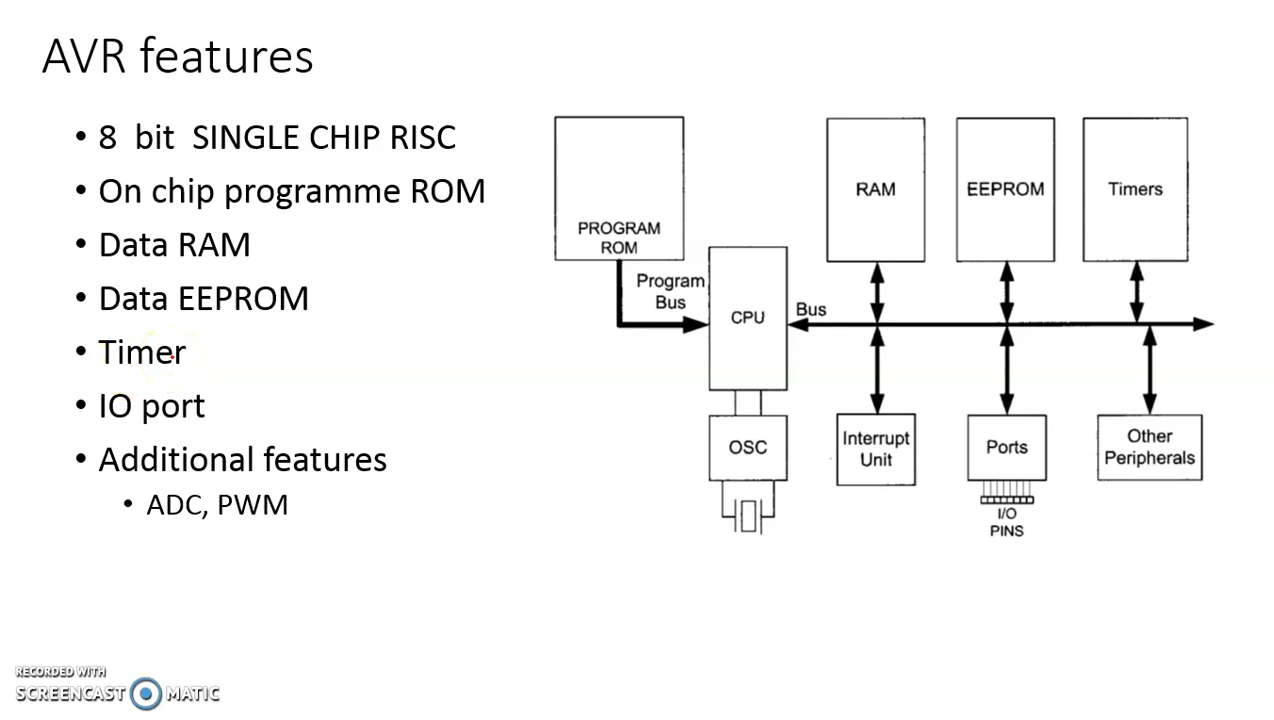 AVR features
• 8 bit SINGLE CHIP RISC
• On chip programme ROM
• Data RAM
• Data EEPROM
• Timer
• IO port
• Additional features
• ADC, PWM
PROGRAM
ROM
Program
Bus
CPU
OSC
Bus
RAM
EEPROM
Timers
Interrupt
Unit
Ports
I/O
PINS
Other
Peripherals
RECORDED WITH
SCREENCAST MATIC